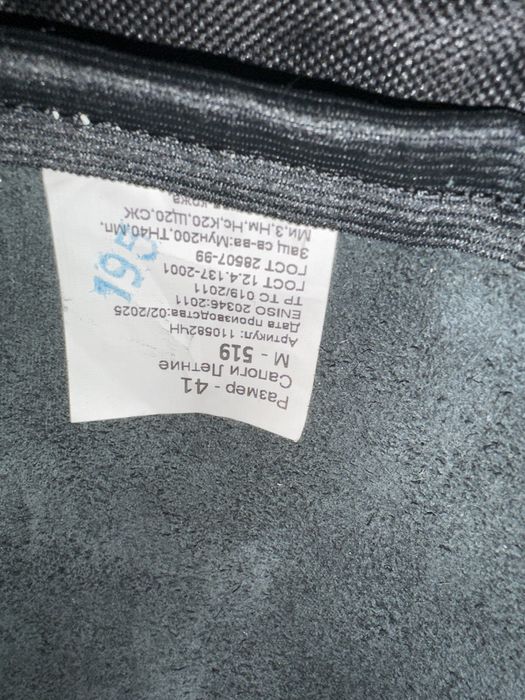 Размер - 41
Сапоги Летние
М - 519
Артикул: 110582ЧН
Дата производства:02/2025
ENISO 20346:2011
ТР ТС 019/2011
ГОСТ 12.4.137-2001
ГОСТ 28507-99
Защ св-ва:Мун200,ТН40,Мп.
Ми,З,Нм,Нс,К20,Щ20,СЖ
кожа
195